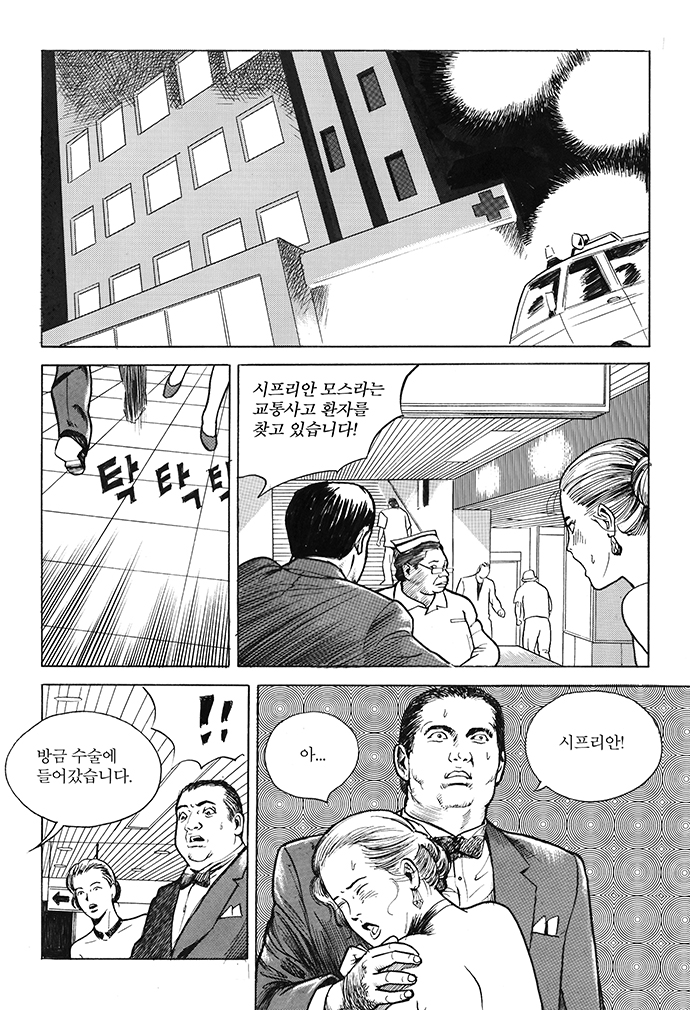 탁 탁 탁
시프리안 모스라는
교통사고 환자를
찾고 있습니다!
방금 수술에
들어갔습니다.
!!
아...
시프리안!